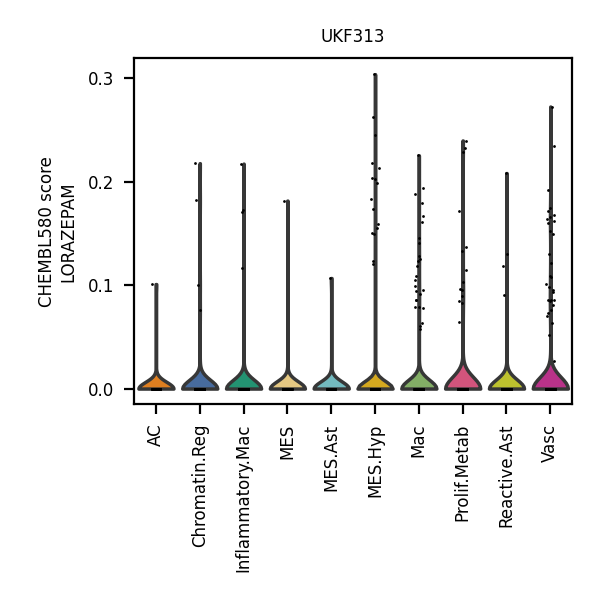 UKF313
CHEMBL580 score
LORAZEPAM
0.3
0.2
0.1
0.0
AC
Chromatin.Reg
Inflammatory.Mac
MES
MES.Ast
MES.Hyp
Mac
Prolif.Metab
Reactive.Ast
Vasc